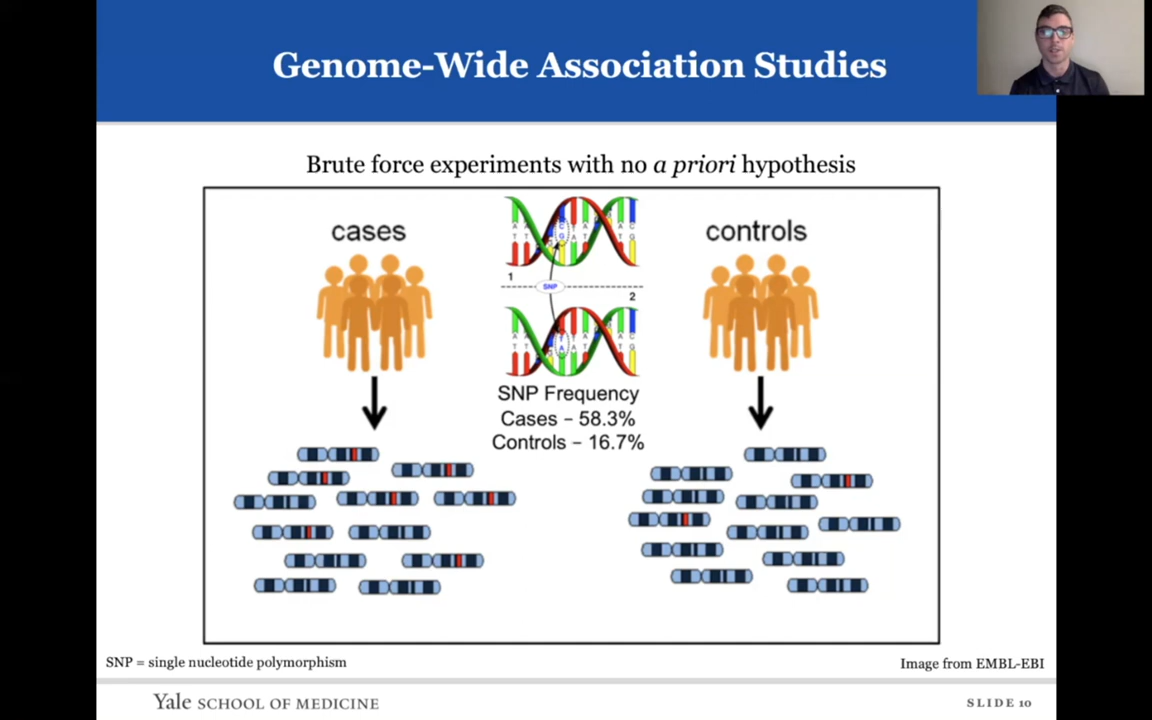 Genome-Wide Association Studies
Brute force experiments with no a priori hypothesis
cases
controls
1
SNP
2
SNP Frequency
Cases – 58.3%
Controls – 16.7%
SNP = single nucleotide polymorphism
Image from EMBL-EBI
Yale SCHOOL OF MEDICINE
SLIDE 10